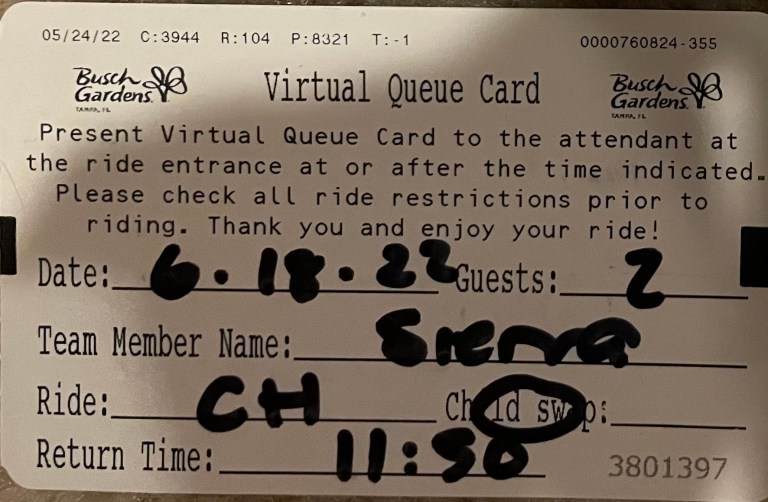 05/24/22 C:3944 R:104 P:8321 T:-1 0000760824-355
Busch Gardens. TAMPA, FL Virtual Queue Card Busch Gardens. TAMPA, FL
Present Virtual Queue Card to the attendant at
the ride entrance at or after the time indicated.
Please check all ride restrictions prior to
riding. Thank you and enjoy your ride!
Date: 6.18.22 Guests: 2
Team Member Name: Sierra
Ride: CH Child swap:
Return Time: 11:50 3801397